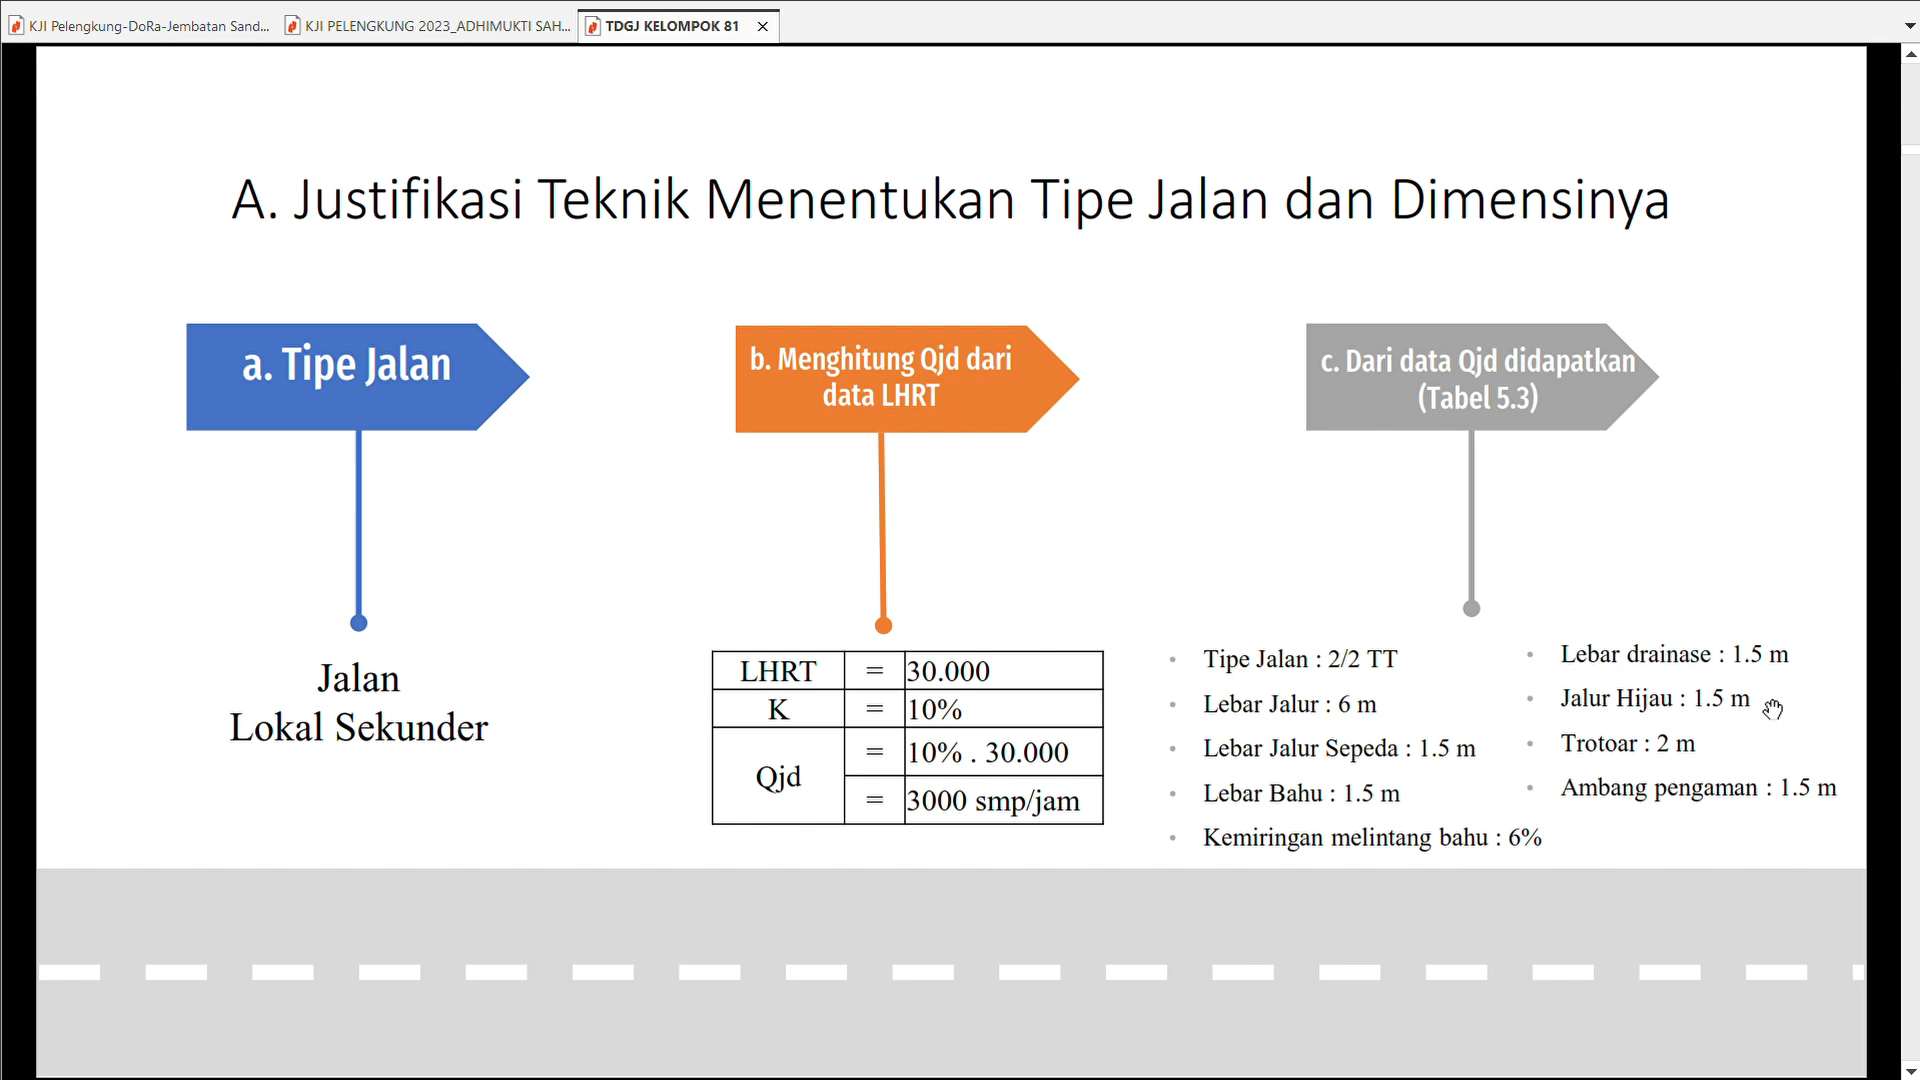 KJI Pelengkung-DoRa-Jembatan Sand...
KJI PELENGKUNG 2023_ADHIMUKTI SAH...
TDGJ KELOMPOK 81
A. Justifikasi Teknik Menentukan Tipe Jalan dan Dimensinya
a. Tipe Jalan
Jalan
Lokal Sekunder
b. Menghitung Qjd dari
data LHRT
LHRT = 30.000
K = 10%
Qjd = 10% . 30.000
= 3000 smp/jam
c. Dari data Qjd didapatkan
(Tabel 5.3)
• Tipe Jalan : 2/2 TT
• Lebar Jalur : 6 m
• Lebar Jalur Sepeda : 1.5 m
• Lebar Bahu : 1.5 m
• Kemiringan melintang bahu : 6%
• Lebar drainase : 1.5 m
• Jalur Hijau : 1.5 m
• Trotoar : 2 m
• Ambang pengaman : 1.5 m